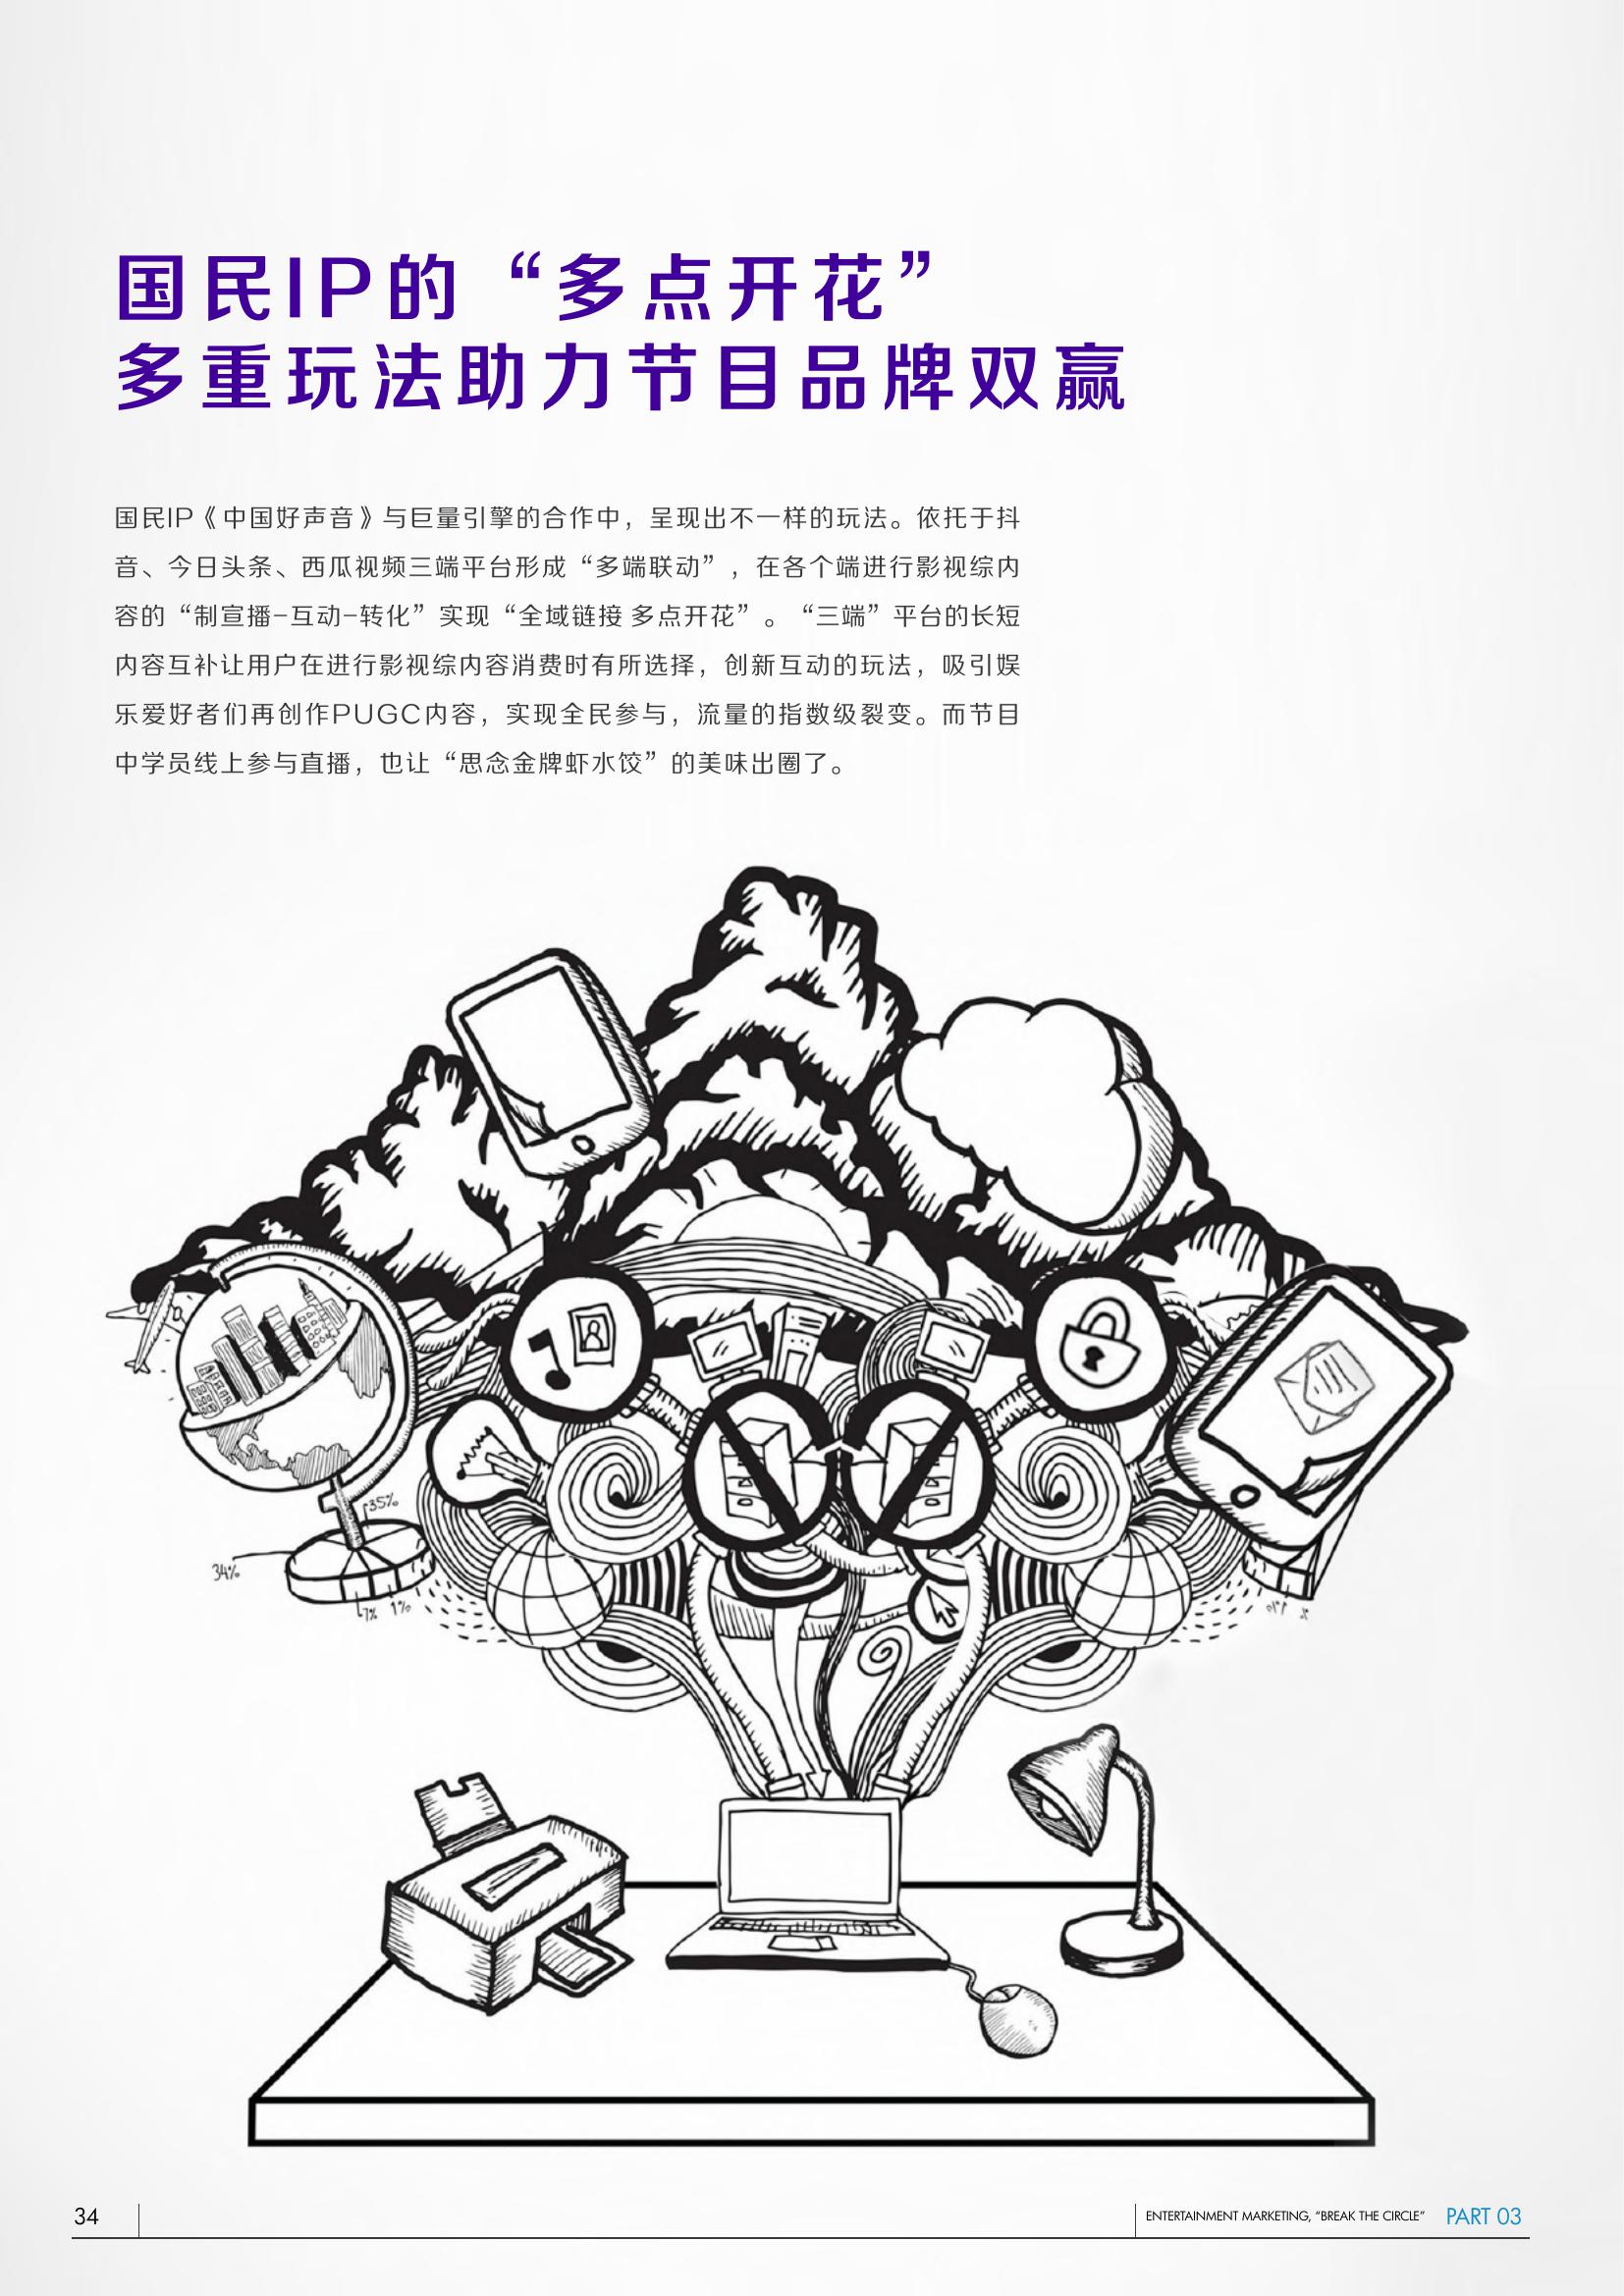 国民IP的“多点开花”
多重玩法助力节目品牌双赢
国民IP《中国好声音》与巨量引擎的合作中，呈现出不一样的玩法。依托于抖
音、今日头条、西瓜视频三端平台形成“多端联动”，在各个端进行影视综内
容的“制宣播-互动-转化”实现“全域链接 多点开花”。“三端”平台的长短
内容互补让用户在进行影视综内容消费时有所选择，创新互动的玩法，吸引娱
乐爱好者们再创作PUGC内容，实现全民参与，流量的指数级裂变。而节目
中学员线上参与直播，也让“思念金牌虾水饺”的美味出圈了。
35%
34%
7% 1%
34
ENTERTAINMENT MARKETING, “BREAK THE CIRCLE” PART 03